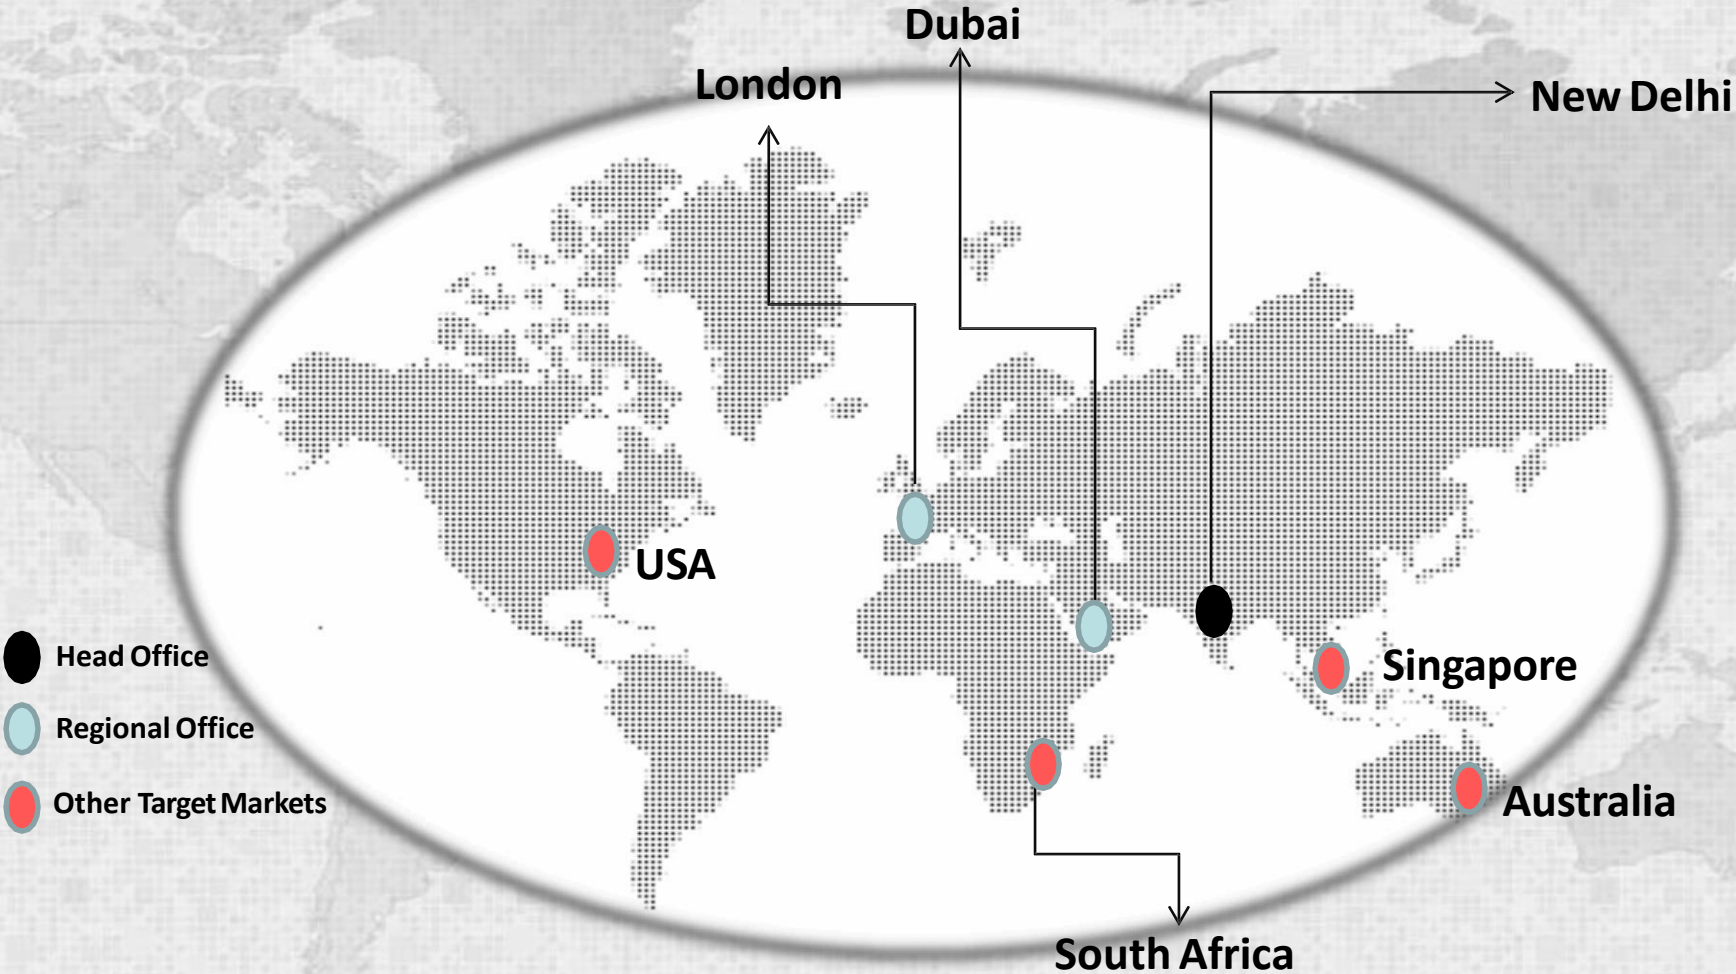 Dubai
London
New Delhi
USA
Head Office
Singapore
Regional Office
Other Target Markets
Australia
South Africa